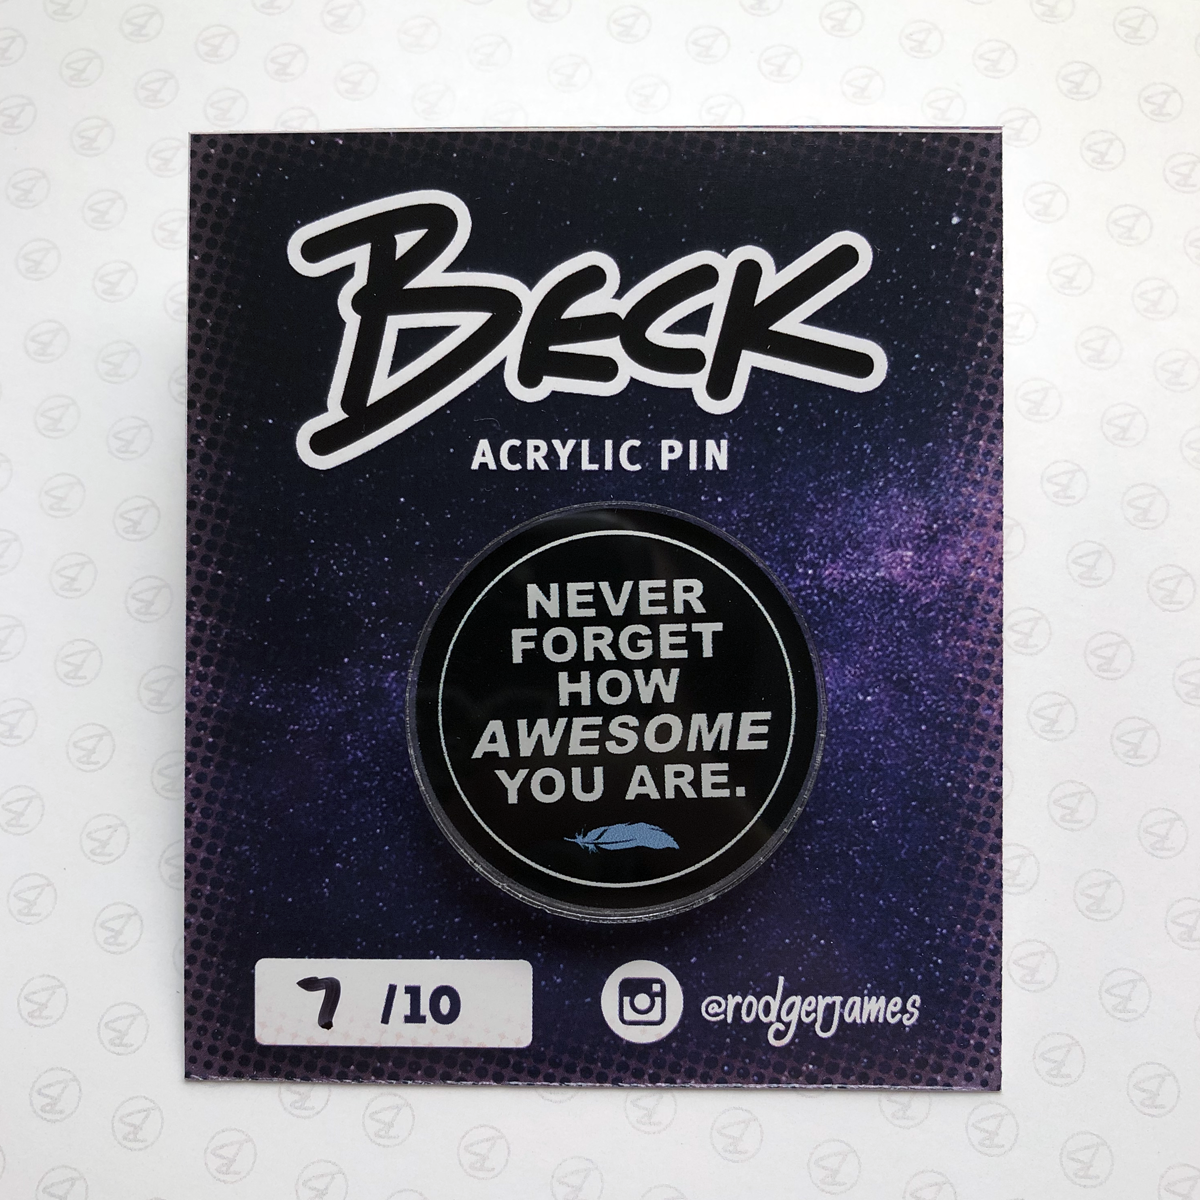 BECK
ACRYLIC PIN
NEVER
FORGET
HOW
AWESOME
YOU ARE.
7 /10
@rodgerjames